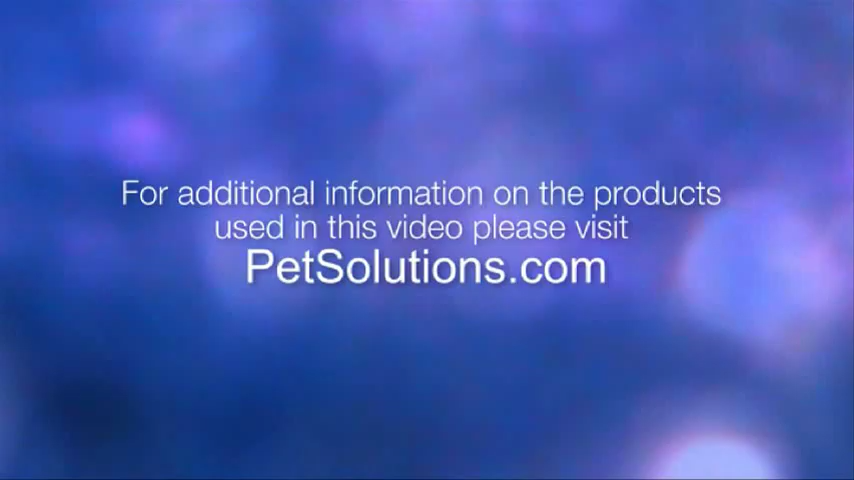 For additional information on the products
used in this video please visit
PetSolutions.com